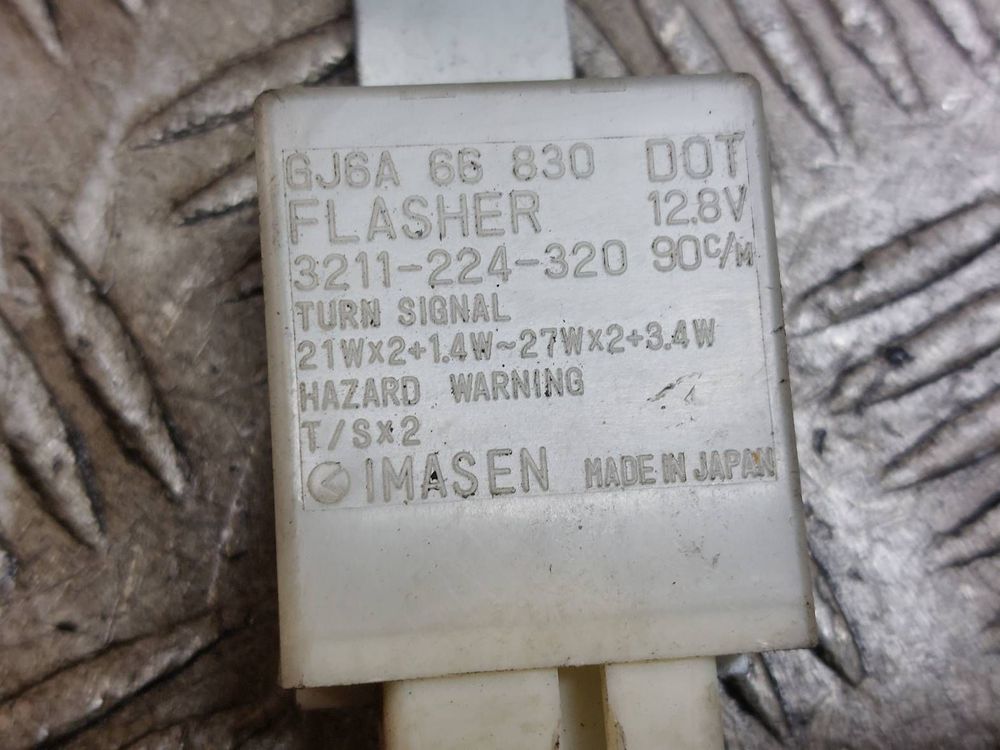 GJ6A 66 830 DOT
FLASHER 12.8V
3211-224-320 90C/M
TURN SIGNAL
21W×2+1.4W~27W×2+3.4W
HAZARD WARNING
T/S×2
IMASEN MADE IN JAPAN